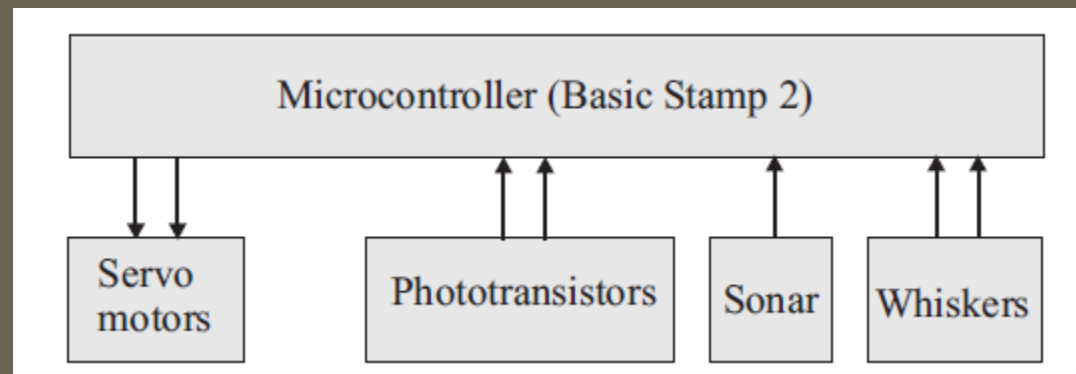 Microcontroller (Basic Stamp 2)
Servo
motors
Phototransistors
Sonar
Whiskers